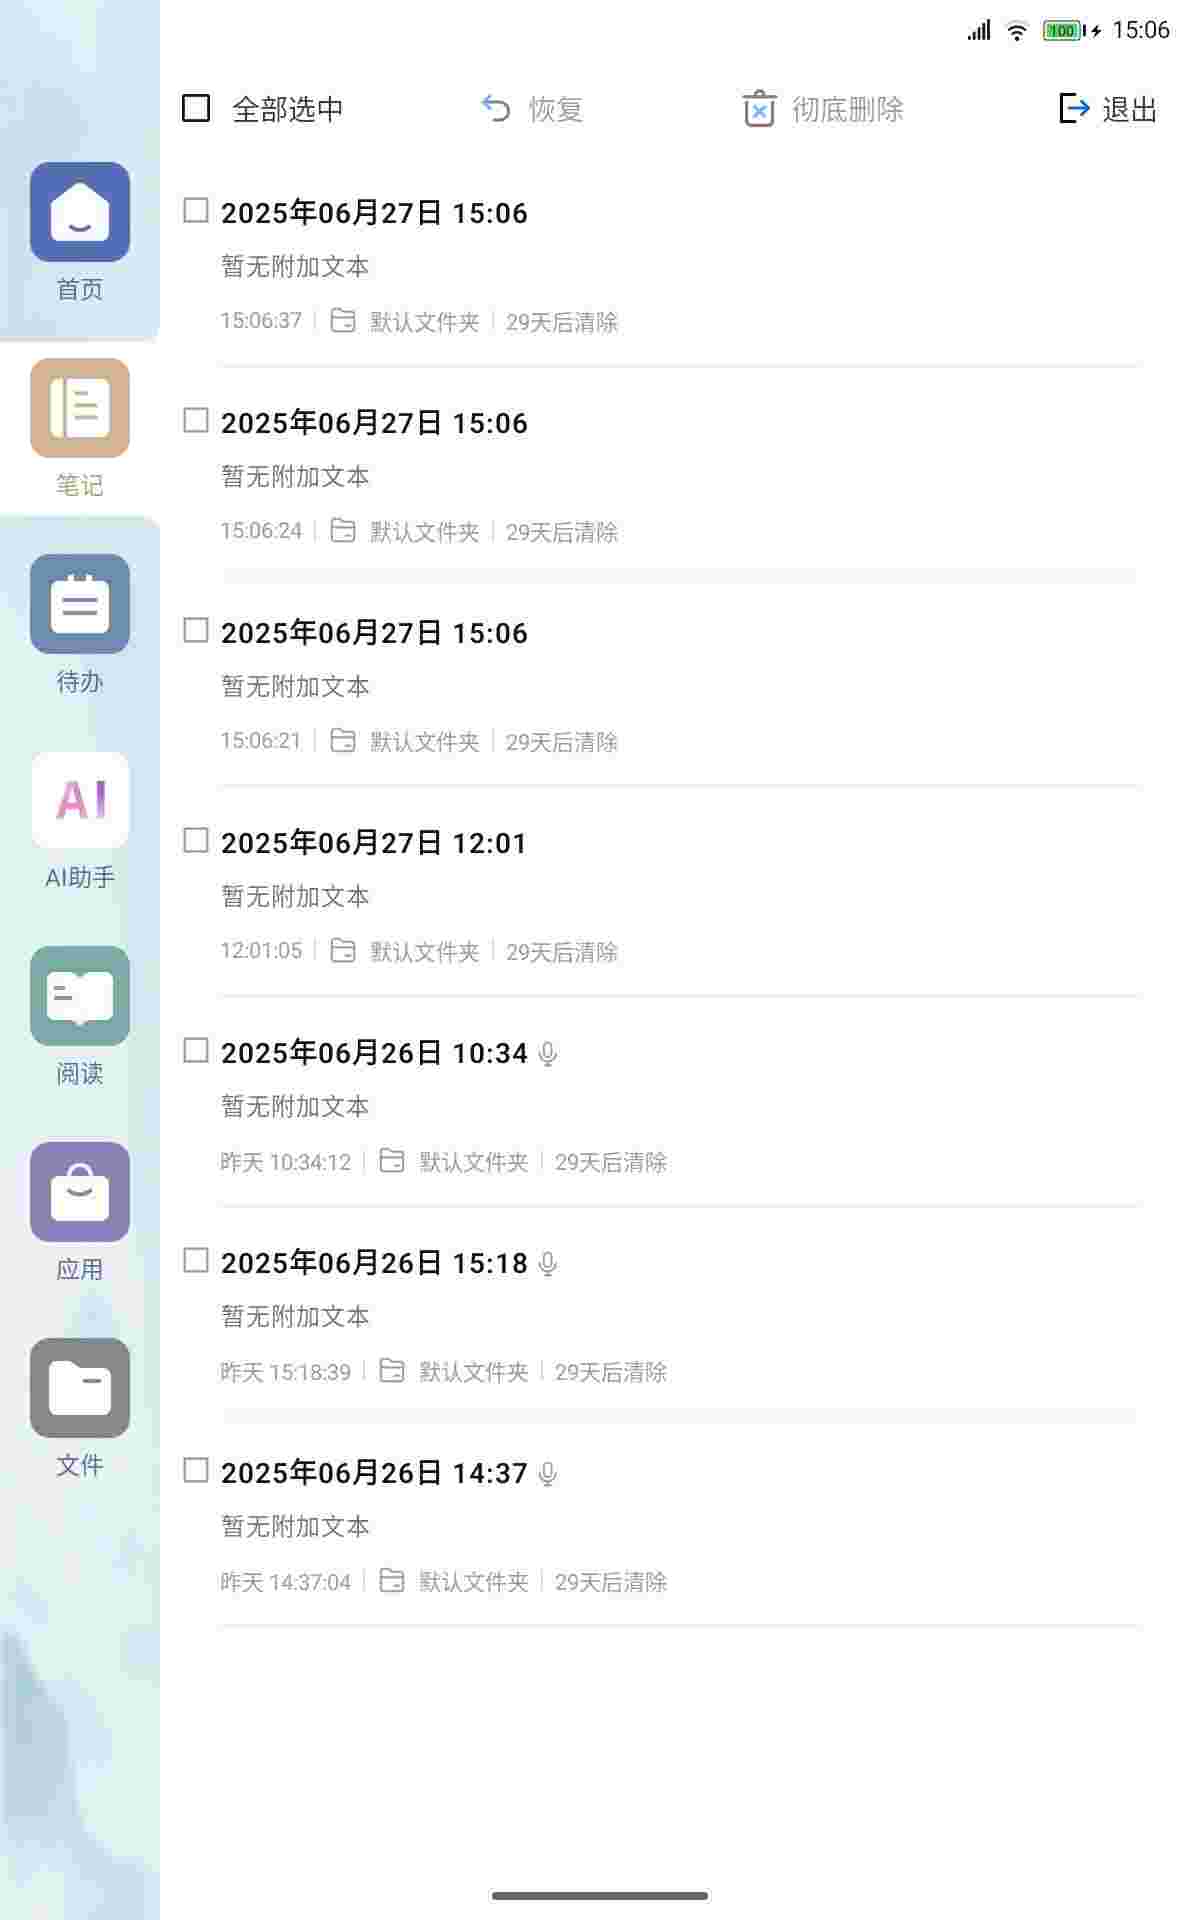 100 15:06
全部选中 恢复 彻底删除 退出
首页
笔记
待办
AI
AI助手
阅读
应用
文件
2025年06月27日 15:06
暂无附加文本
15:06:37 默认文件夹 29天后清除
2025年06月27日 15:06
暂无附加文本
15:06:24 默认文件夹 29天后清除
2025年06月27日 15:06
暂无附加文本
15:06:21 默认文件夹 29天后清除
2025年06月27日 12:01
暂无附加文本
12:01:05 默认文件夹 29天后清除
2025年06月26日 10:34
暂无附加文本
昨天 10:34:12 默认文件夹 29天后清除
2025年06月26日 15:18
暂无附加文本
昨天 15:18:39 默认文件夹 29天后清除
2025年06月26日 14:37
暂无附加文本
昨天 14:37:04 默认文件夹 29天后清除